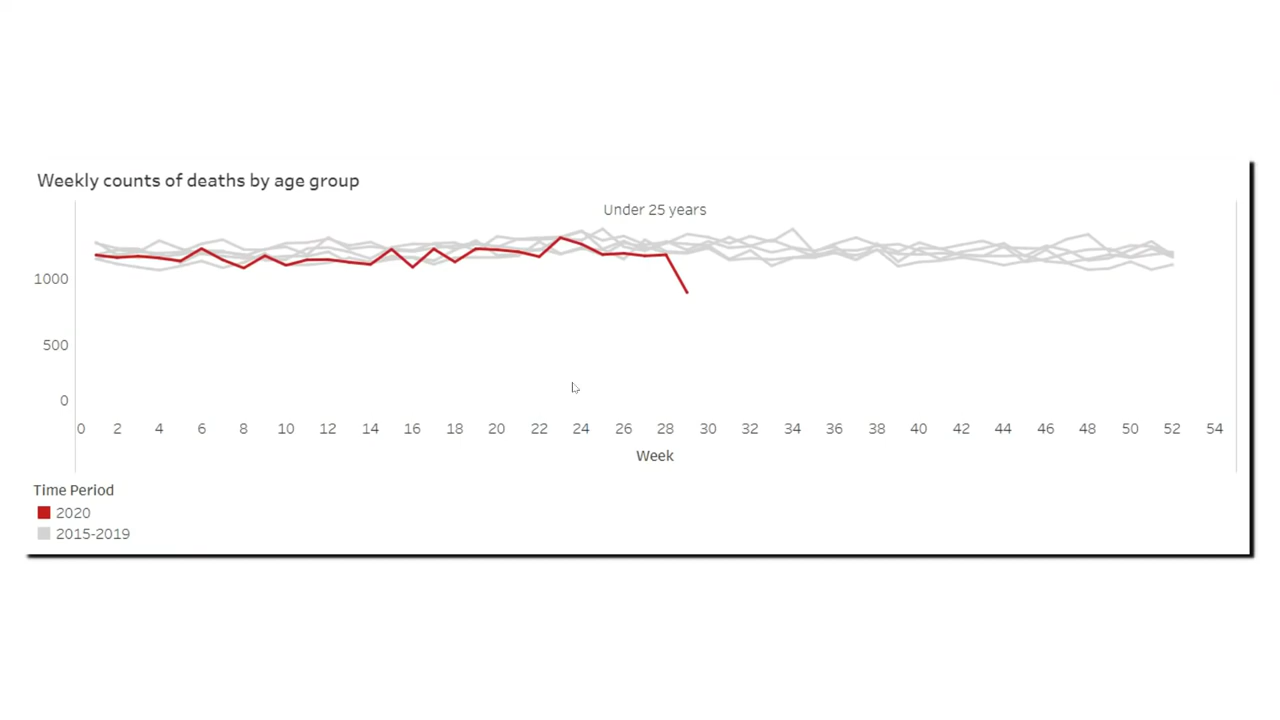 Weekly counts of deaths by age group
Under 25 years
1000
500
0
0 2 4 6 8 10 12 14 16 18 20 22 24 26 28 30 32 34 36 38 40 42 44 46 48 50 52 54
Week
Time Period
2020
2015-2019